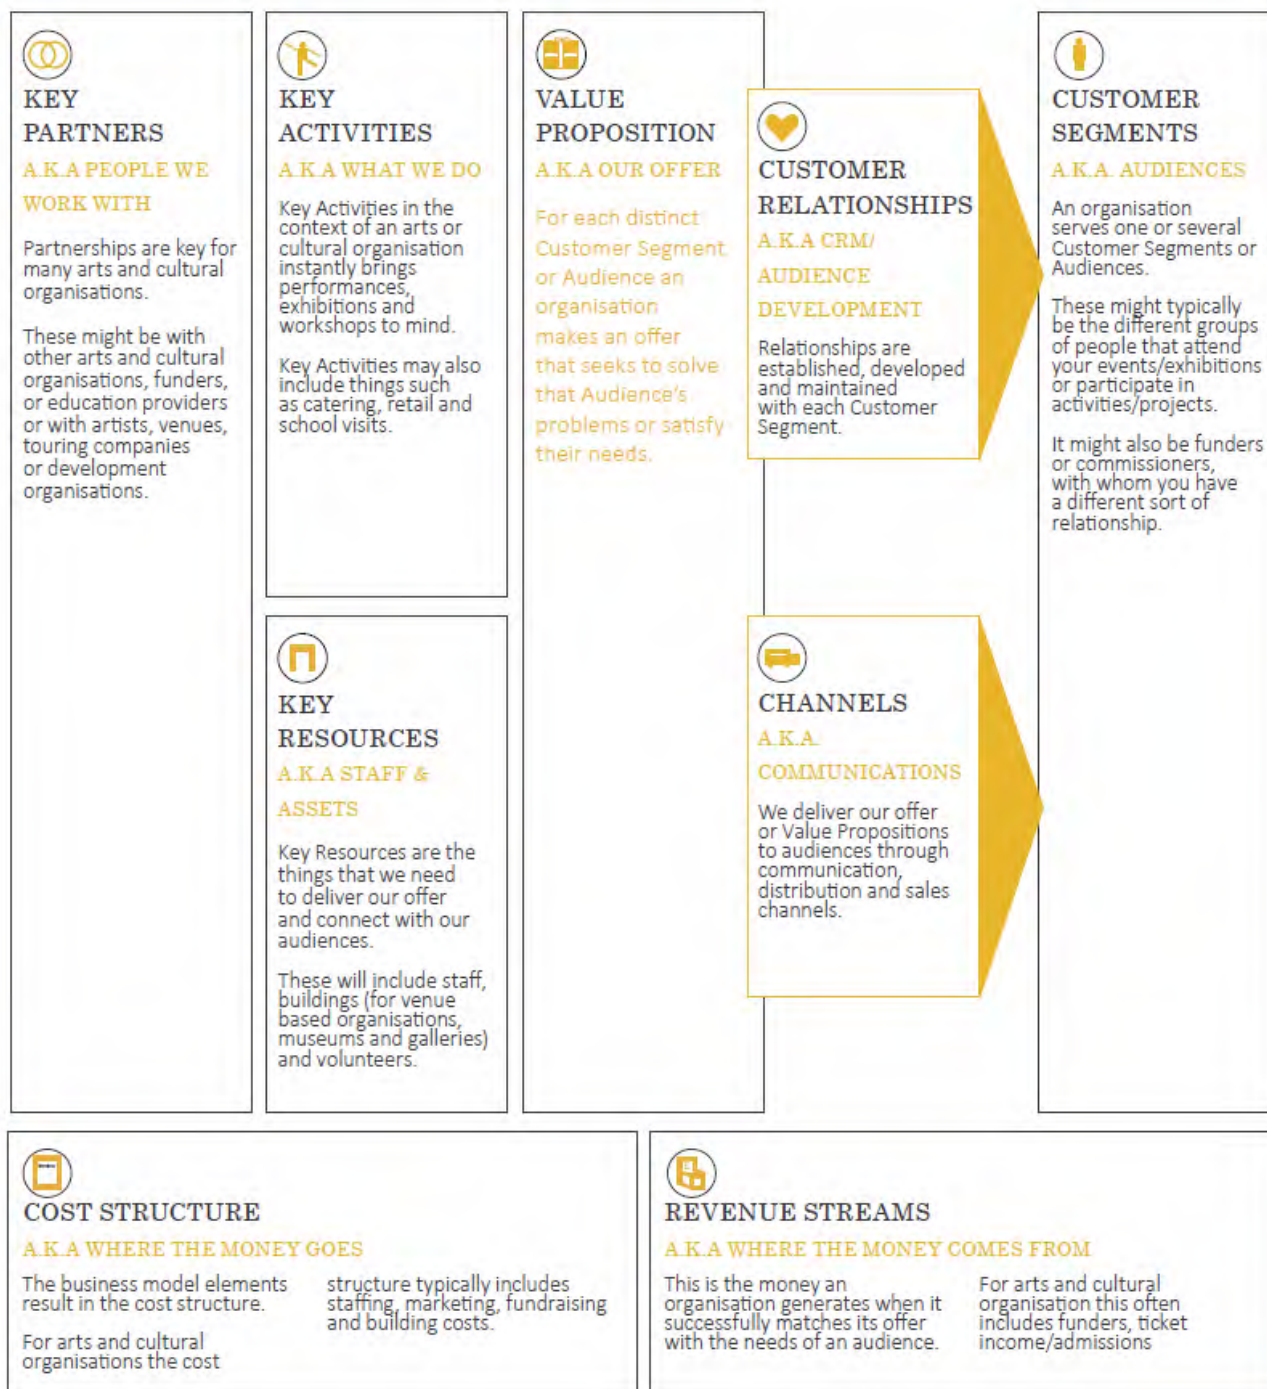 KEY
PARTNERS
A.K.A PEOPLE WE
WORK WITH
Partnerships are key for
many arts and cultural
organisations.
These might be with
other arts and cultural
organisations, funders,
or education providers
or with artists, venues,
touring companies
or development
organisations.
KEY
ACTIVITIES
A.K.A WHAT WE DO
Key Activities in the
context of an arts or
cultural organisation
instantly brings
performances,
exhibitions and
workshops to mind.
Key Activities may also
include things such
as catering, retail and
school visits.
KEY
RESOURCES
A.K.A STAFF &
ASSETS
Key Resources are the
things that we need
to deliver our offer
and connect with our
audiences.
These will include staff,
buildings (for venue
based organisations,
museums and galleries)
and volunteers.
VALUE
PROPOSITION
A.K.A OUR OFFER
For each distinct
Customer Segment
or Audience an
organisation
makes an offer
that seeks to solve
that Audience's
problems or satisfy
their needs.
CUSTOMER
RELATIONSHIPS
A.K.A CRM/
AUDIENCE
DEVELOPMENT
Relationships are
established, developed
and maintained
with each Customer
Segment.
CHANNELS
A.K.A.
COMMUNICATIONS
We deliver our offer
or Value Propositions
to audiences through
communication,
distribution and sales
channels.
CUSTOMER
SEGMENTS
A.K.A. AUDIENCES
An organisation
serves one or several
Customer Segments or
Audiences.
These might typically
be the different groups
of people that attend
your events/exhibitions
or participate in
activities/projects.
It might also be funders
or commissioners,
with whom you have
a different sort of
relationship.
COST STRUCTURE
A.K.A WHERE THE MONEY GOES
The business model elements
result in the cost structure.
For arts and cultural
organisations the cost
structure typically includes
staffing, marketing, fundraising
and building costs.
REVENUE STREAMS
A.K.A WHERE THE MONEY COMES FROM
This is the money an
organisation generates when it
successfully matches its offer
with the needs of an audience.
For arts and cultural
organisation this often
includes funders, ticket
income/admissions